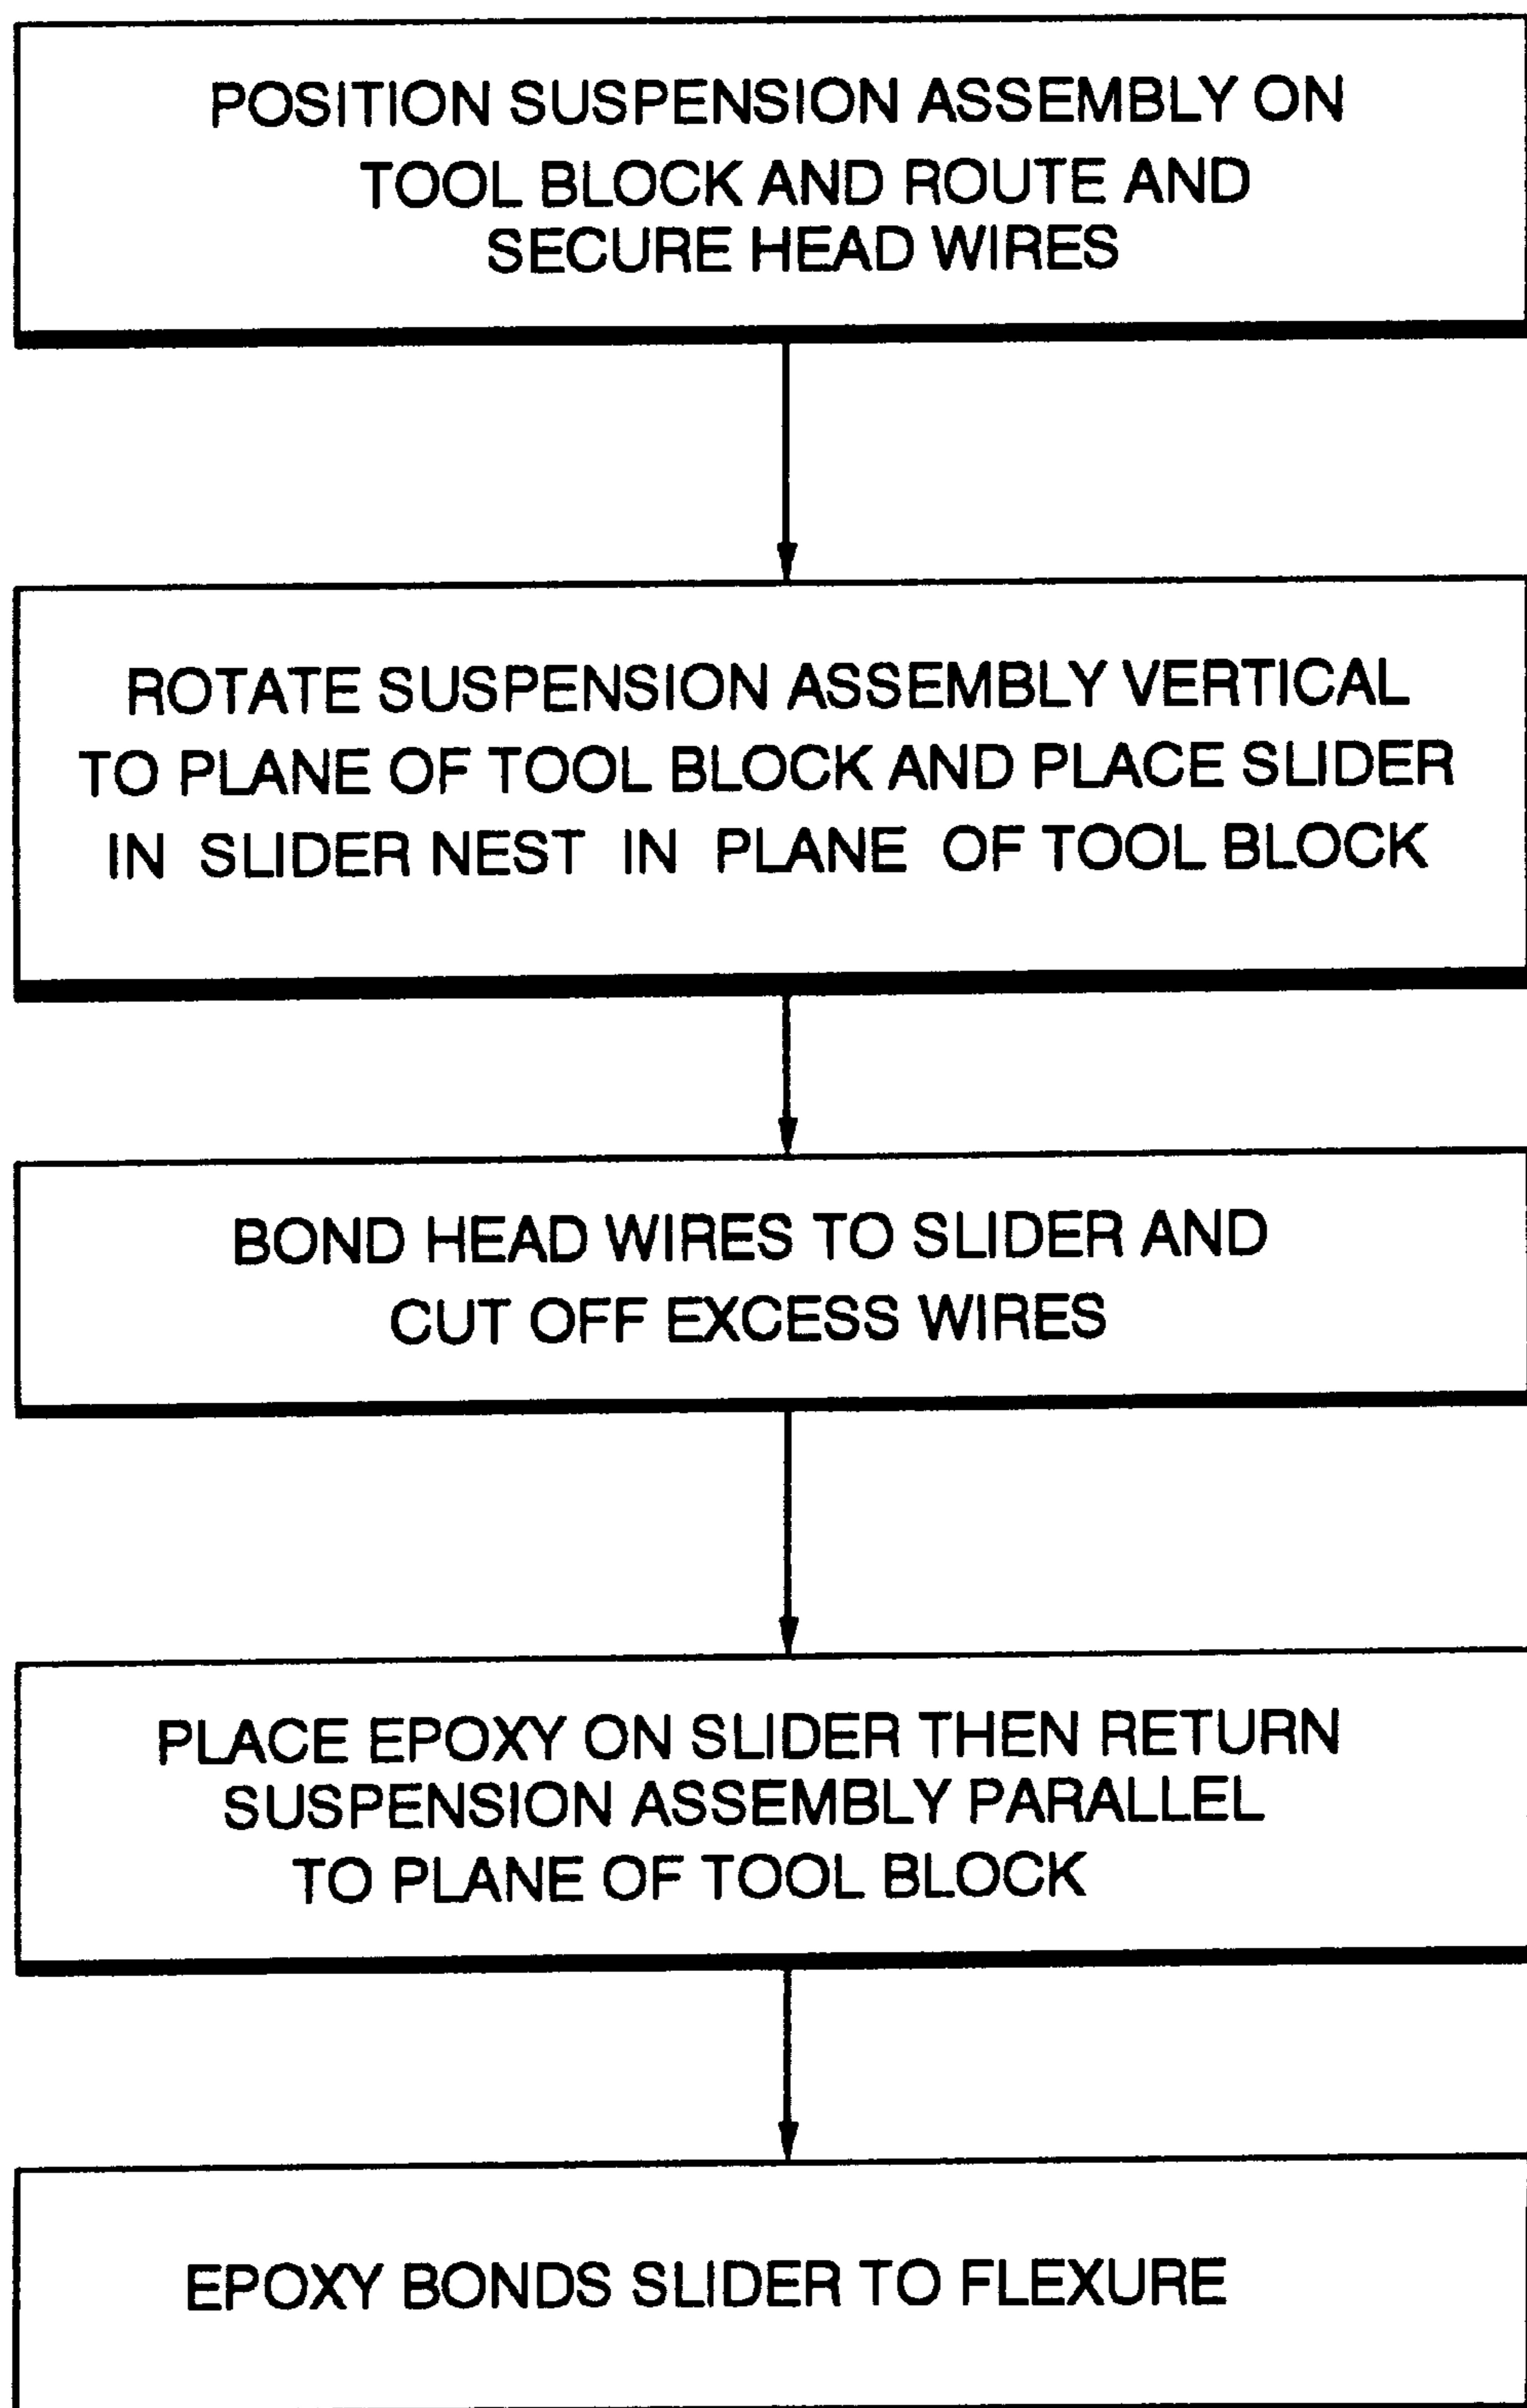 POSITION SUSPENSION ASSEMBLY ON
TOOL BLOCK AND ROUTE AND
SECURE HEAD WIRES
ROTATE SUSPENSION ASSEMBLY VERTICAL
TO PLANE OF TOOL BLOCK AND PLACE SLIDER
IN SLIDER NEST IN PLANE OF TOOL BLOCK
BOND HEAD WIRES TO SLIDER AND
CUT OFF EXCESS WIRES
PLACE EPOXY ON SLIDER THEN RETURN
SUSPENSION ASSEMBLY PARALLEL
TO PLANE OF TOOL BLOCK
EPOXY BONDS SLIDER TO FLEXURE